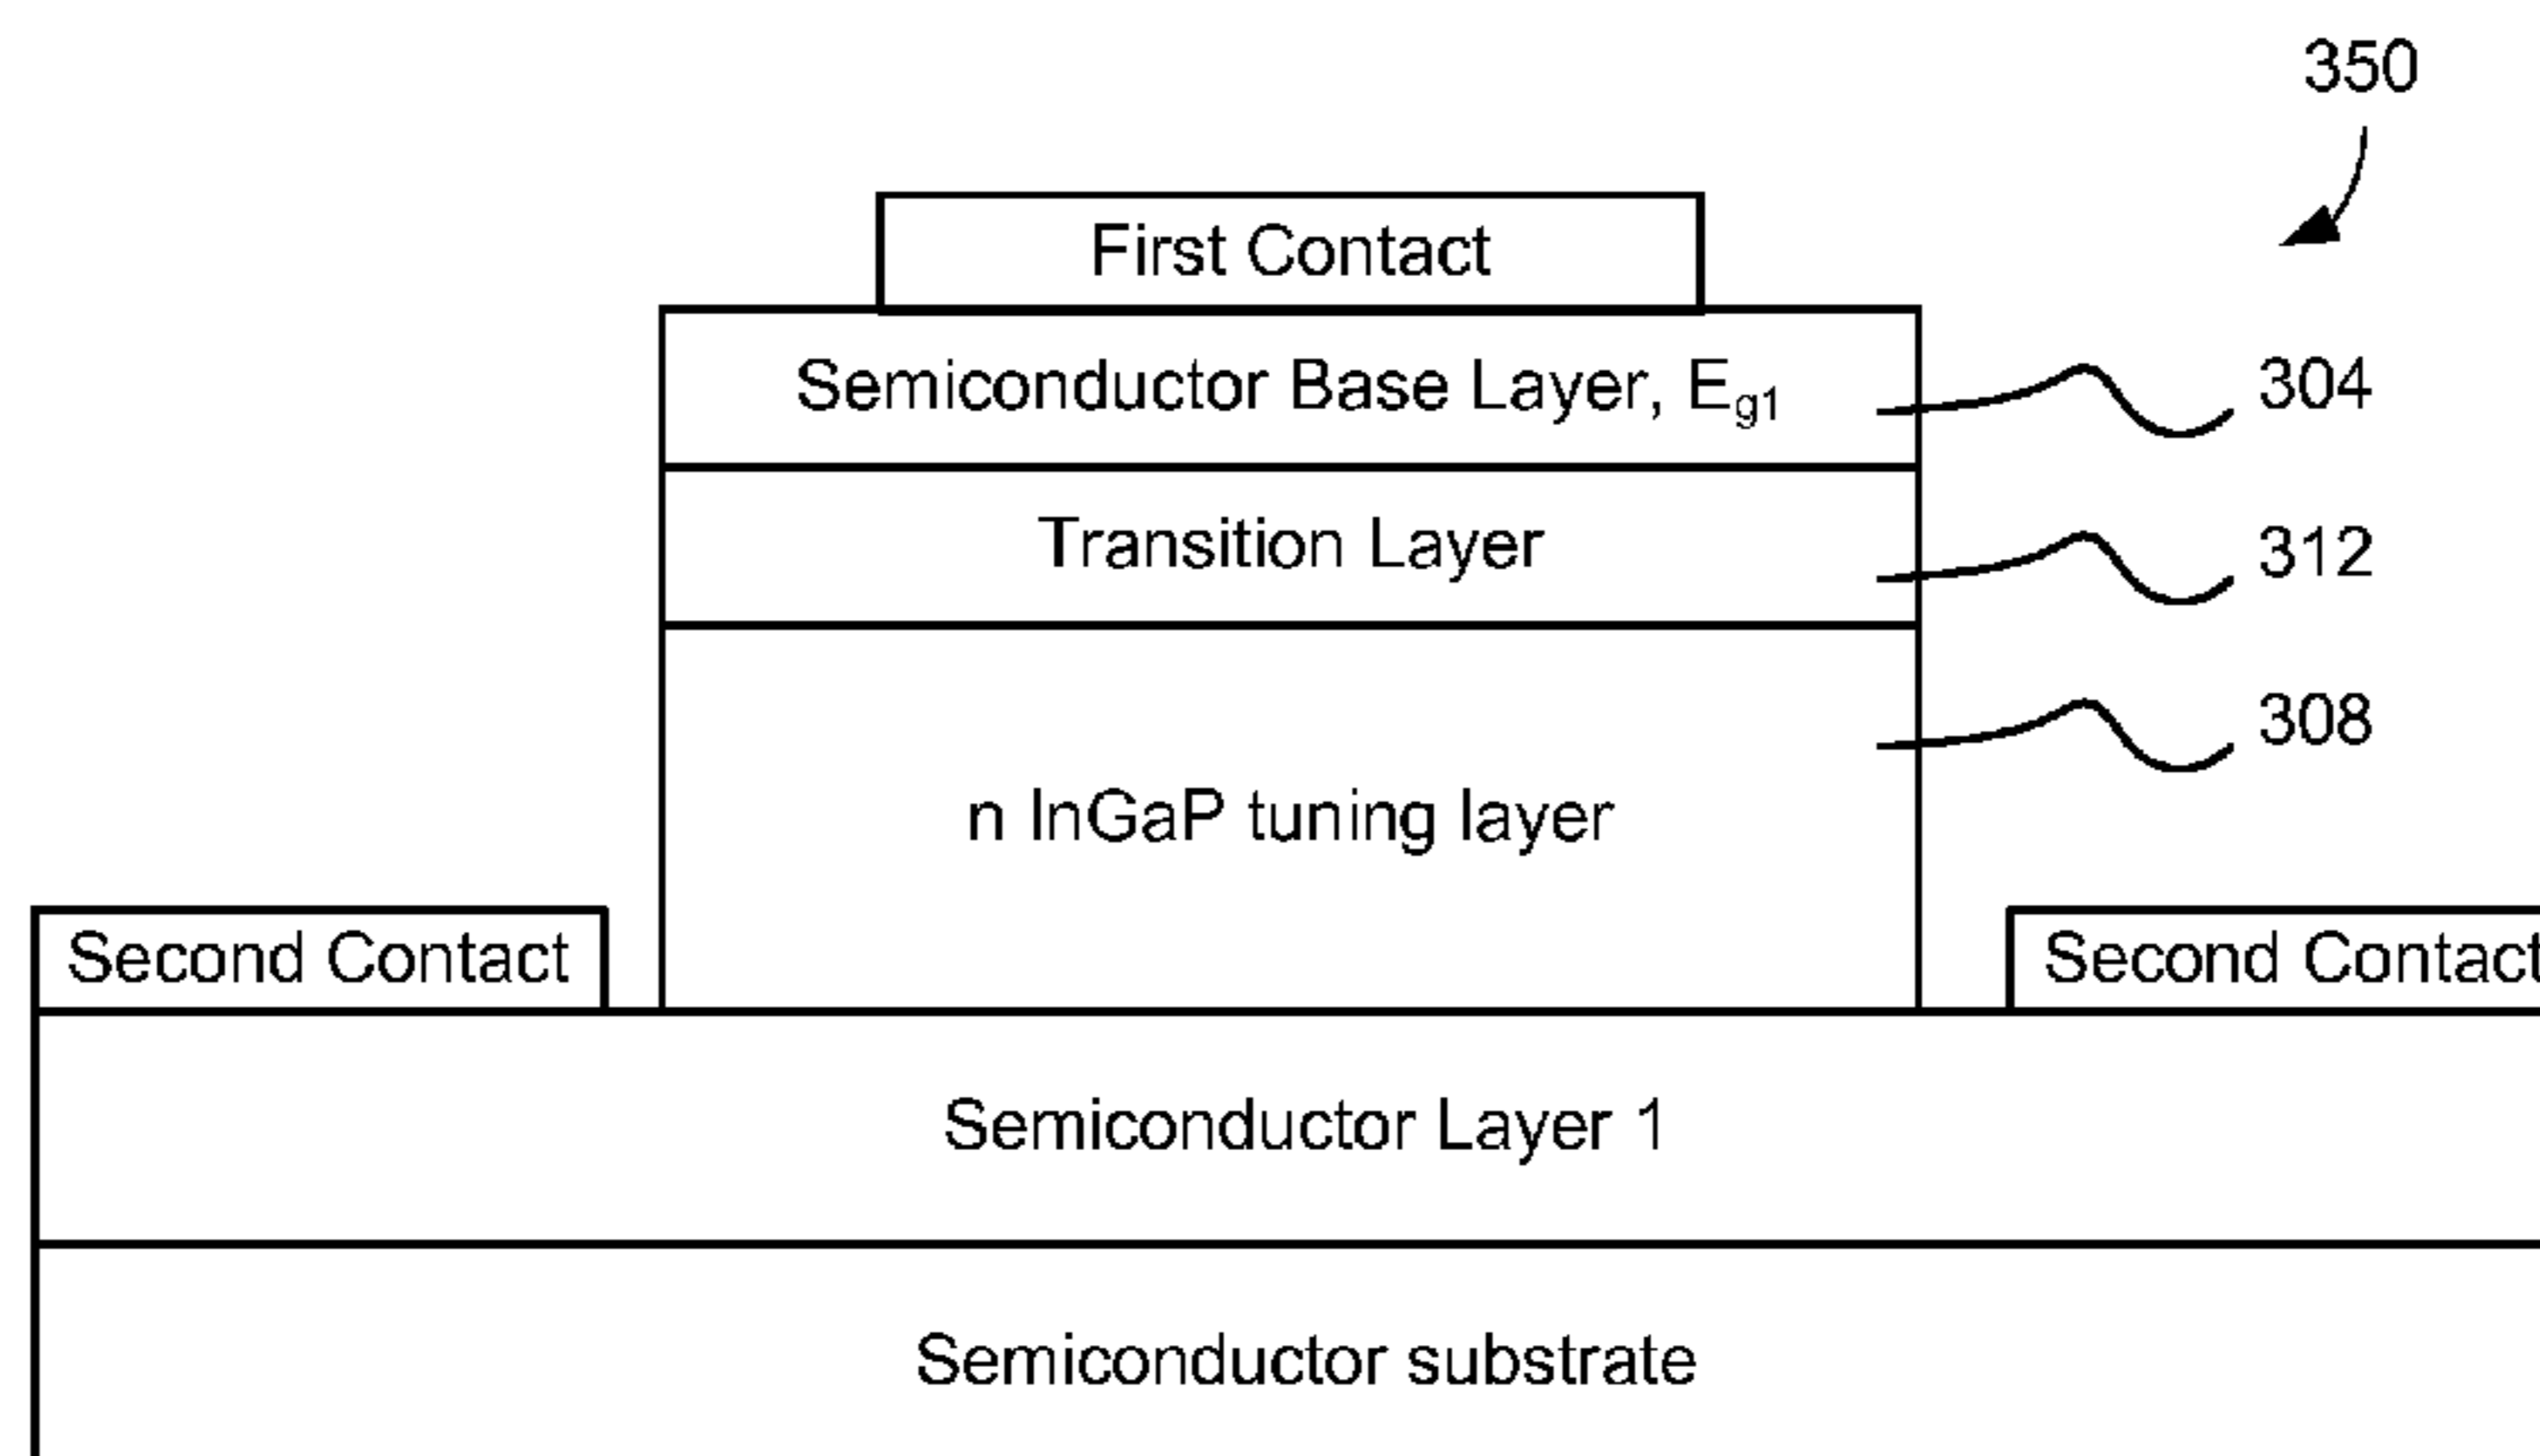 350
First Contact
Semiconductor Base Layer, Eg1
304
Transition Layer
312
308
n InGaP tuning layer
Second Contact
Second Contact
Semiconductor Layer 1
Semiconductor substrate